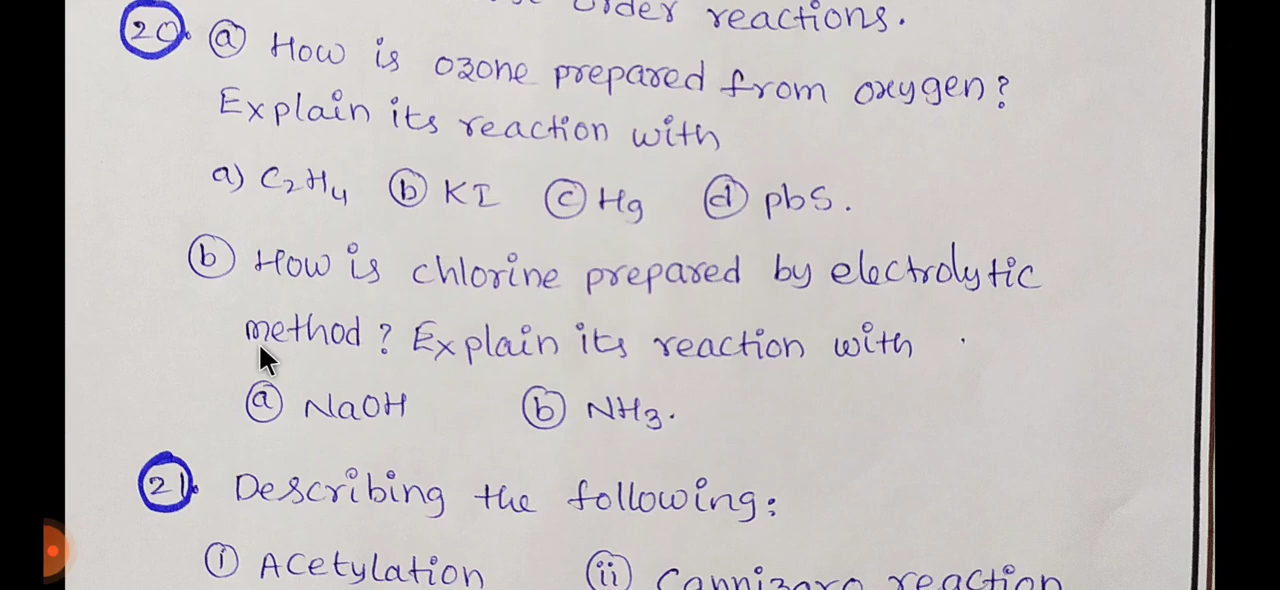 order reactions.
20. a How is ozone prepared from oxygen?
Explain its reaction with
a) C2H4 b KI c Hg d pbS.
b How is chlorine prepared by electrolytic
method? Explain its reaction with
a NaOH b NH3.
21. Describing the following:
i Acetylation ii Cannizaro reaction